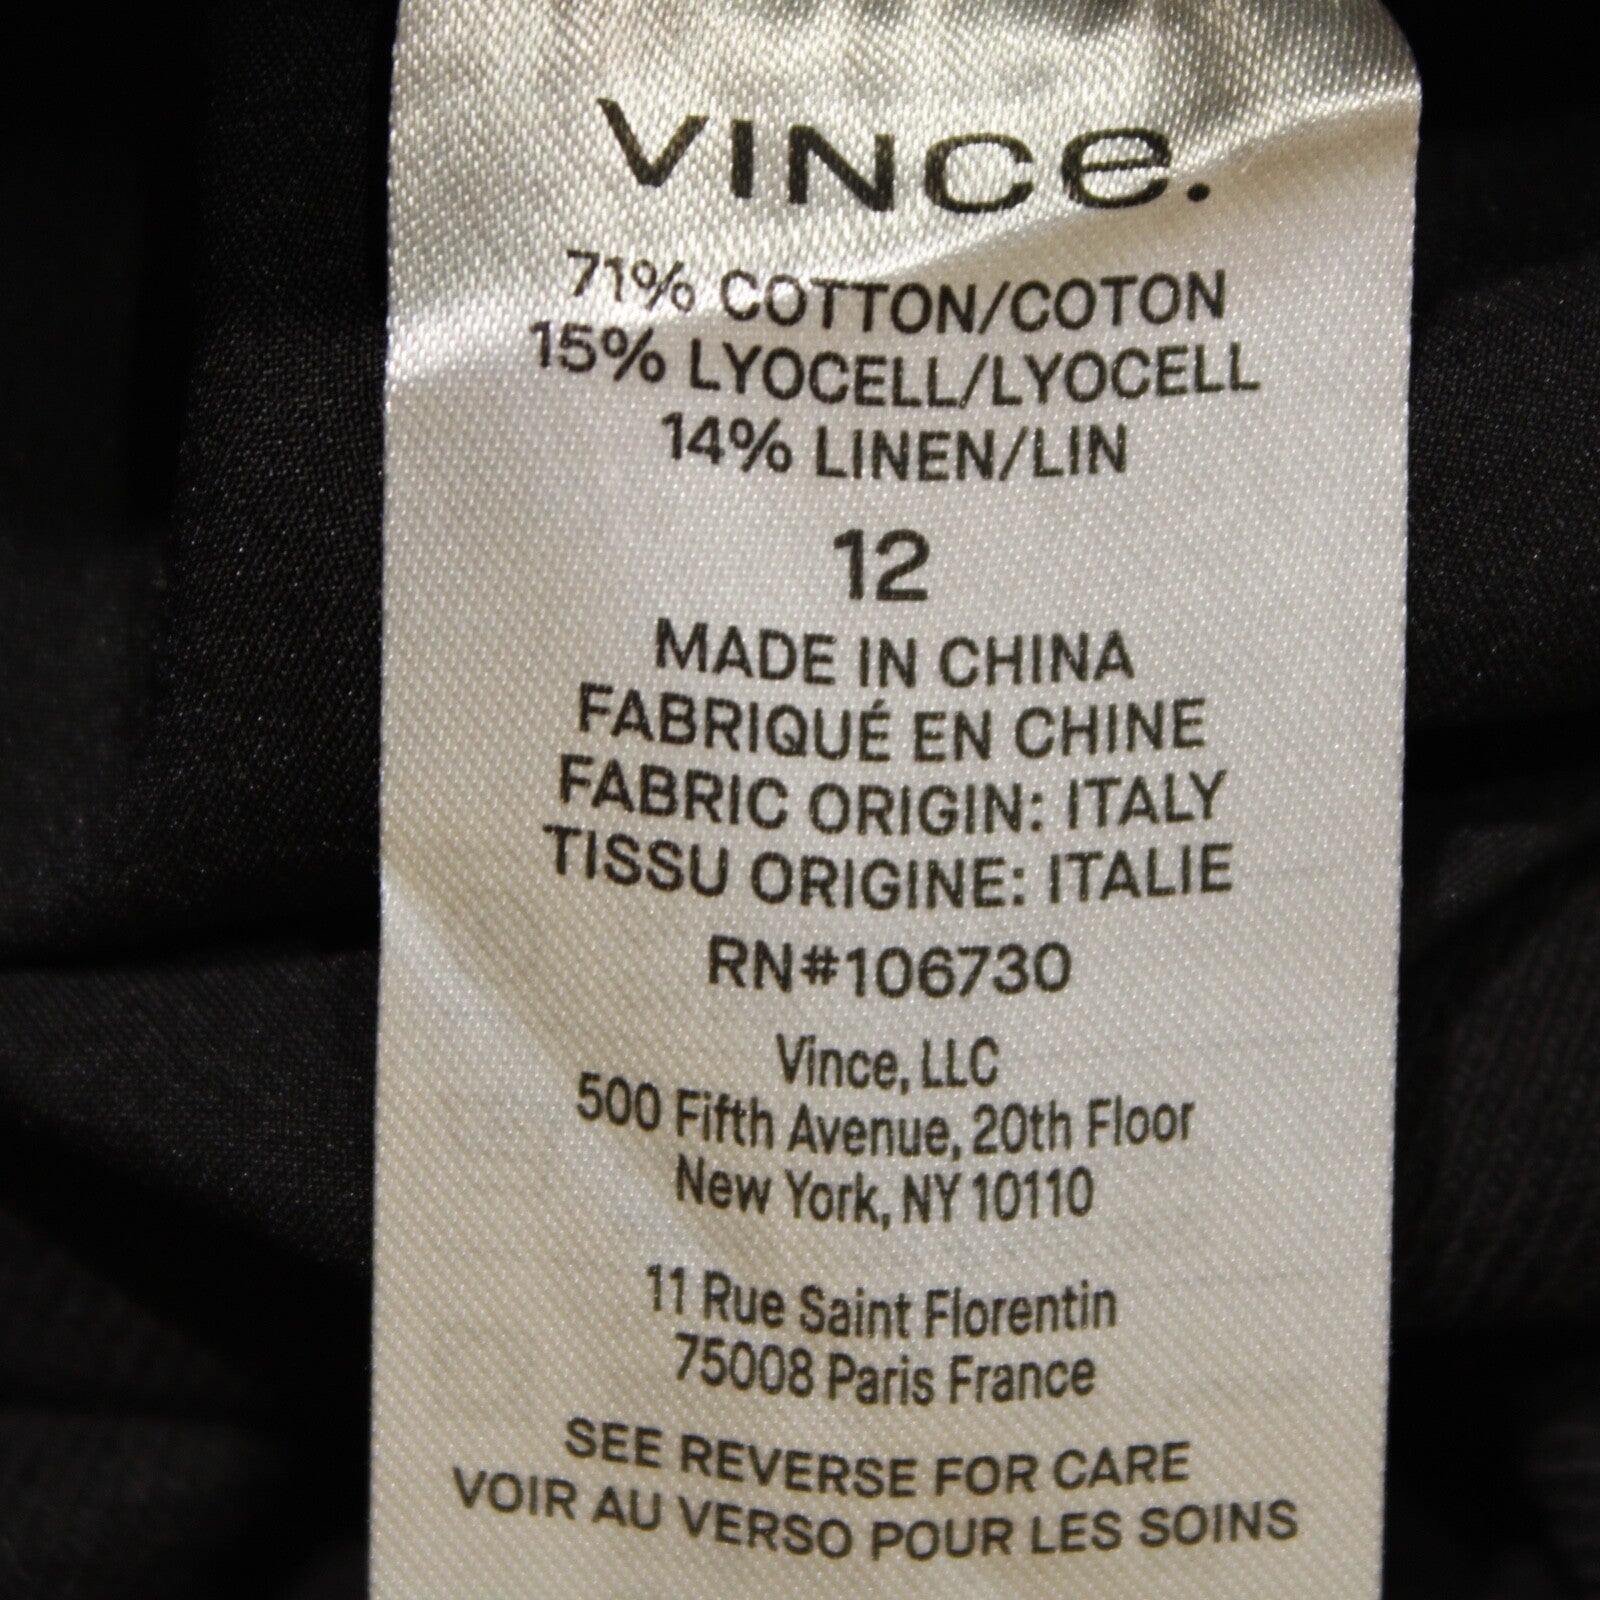 VINCe.
71% COTTON/COTON
15% LYOCELL/LYOCELL
14% LINEN/LIN
12
MADE IN CHINA
FABRIQUÉ EN CHINE
FABRIC ORIGIN: ITALY
TISSU ORIGINE: ITALIE
RN#106730
Vince, LLC
500 Fifth Avenue, 20th Floor
New York, NY 10110
11 Rue Saint Florentin
75008 Paris France
SEE REVERSE FOR CARE
VOIR AU VERSO POUR LES SOINS